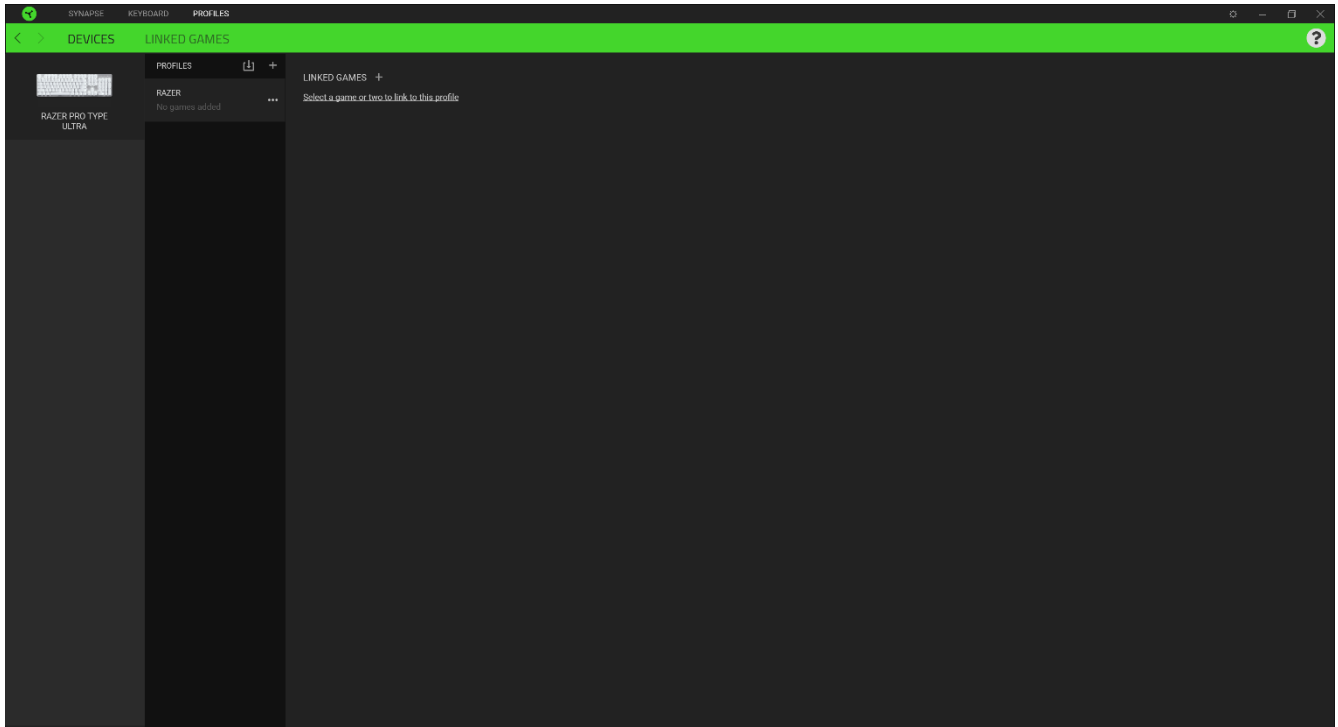 SYNAPSE KEYBOARD PROFILES
DEVICES LINKED GAMES ?
RAZER PRO TYPE
ULTRA
PROFILES
RAZER
No games added
LINKED GAMES +
Select a game or two to link to this profile